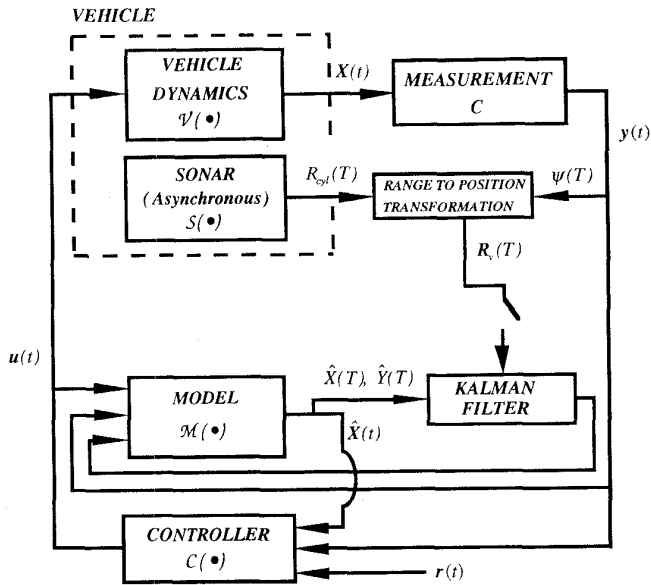 VEHICLE
VEHICLE
DYNAMICS
𝒱(•)
X(t)
MEASUREMENT
C
y(t)
SONAR
(Asynchronous)
S(•)
R_cyl(T)
RANGE TO POSITION
TRANSFORMATION
ψ(T)
R_v(T)
u(t)
MODEL
ℳ(•)
X̂(T), Ŷ(T)
X̂(t)
KALMAN
FILTER
CONTROLLER
C(•)
r(t)